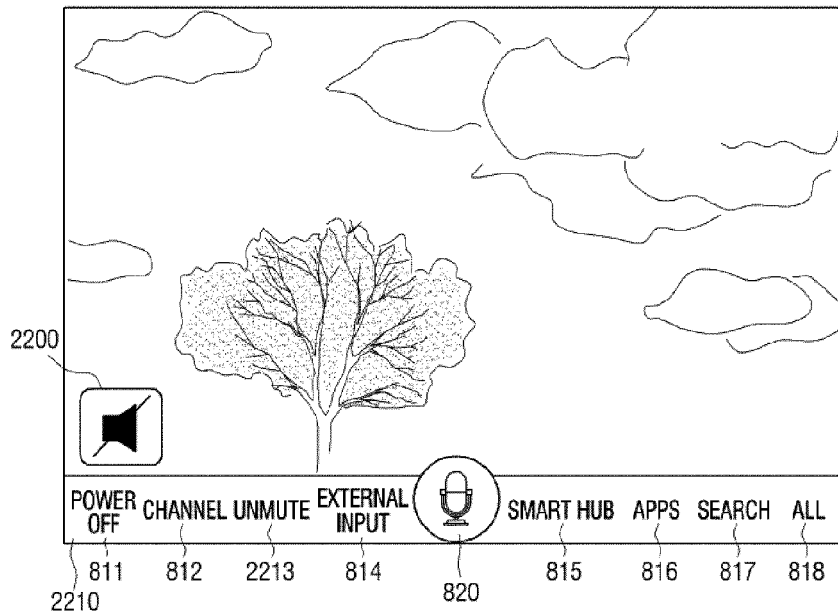 2200
POWER OFF CHANNEL UNMUTE EXTERNAL INPUT SMART HUB APPS SEARCH ALL
811 812 2213 814 820 815 816 817 818
2210